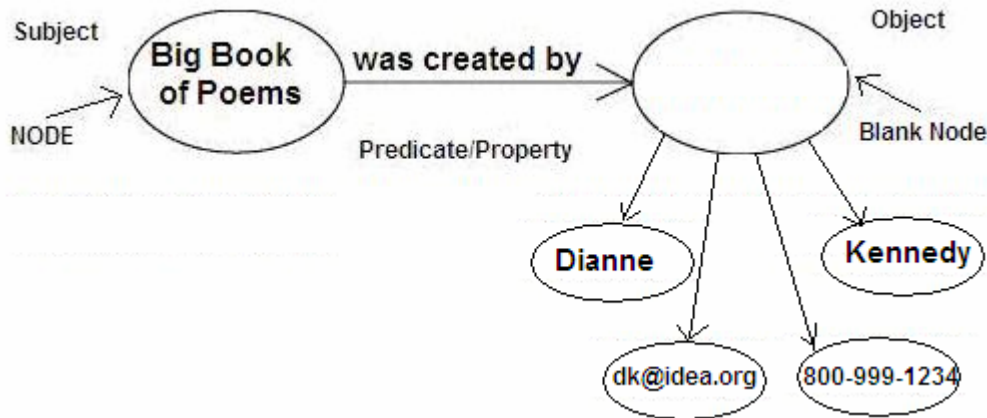 Subject
Object
Big Book
of Poems
was created by
NODE
Predicate/Property
Blank Node
Dianne
Kennedy
dk@idea.org
800-999-1234